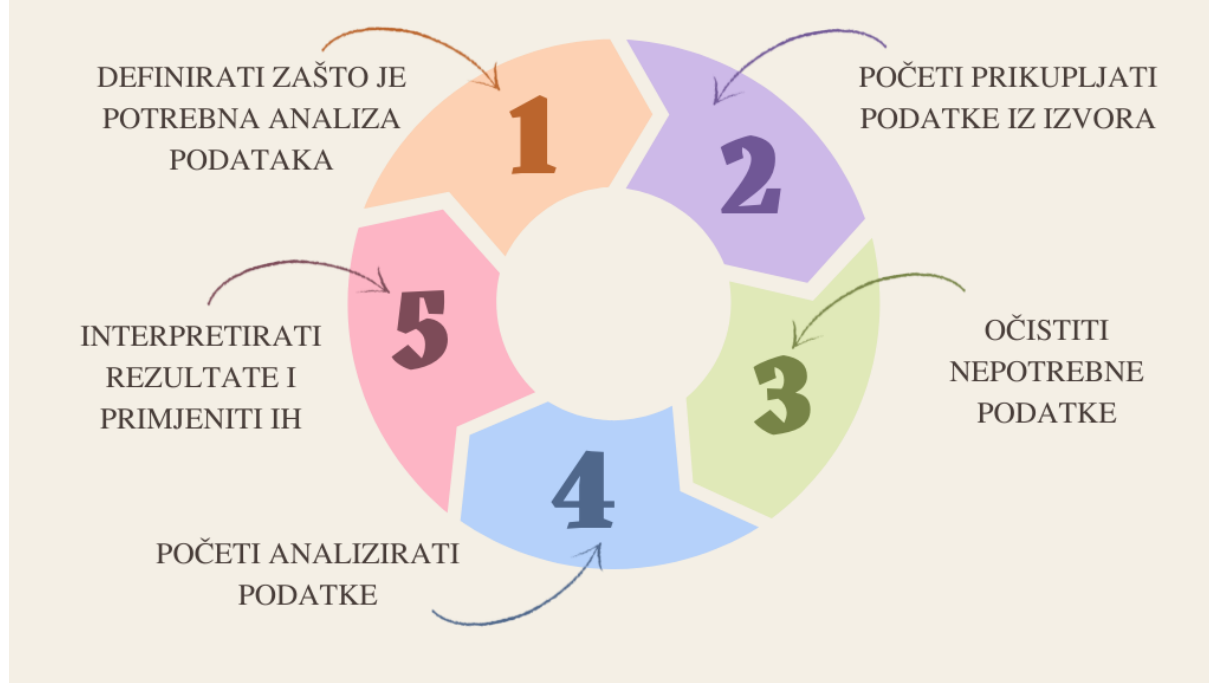 DEFINIRATI ZAŠTO JE
POTREBNA ANALIZA
PODATAKA
1
POČETI PRIKUPLJATI
PODATKE IZ IZVORA
2
OČISTITI
NEPOTREBNE
PODATKE
3
POČETI ANALIZIRATI
PODATKE
4
INTERPRETIRATI
REZULTATE I
PRIMJENITI IH
5